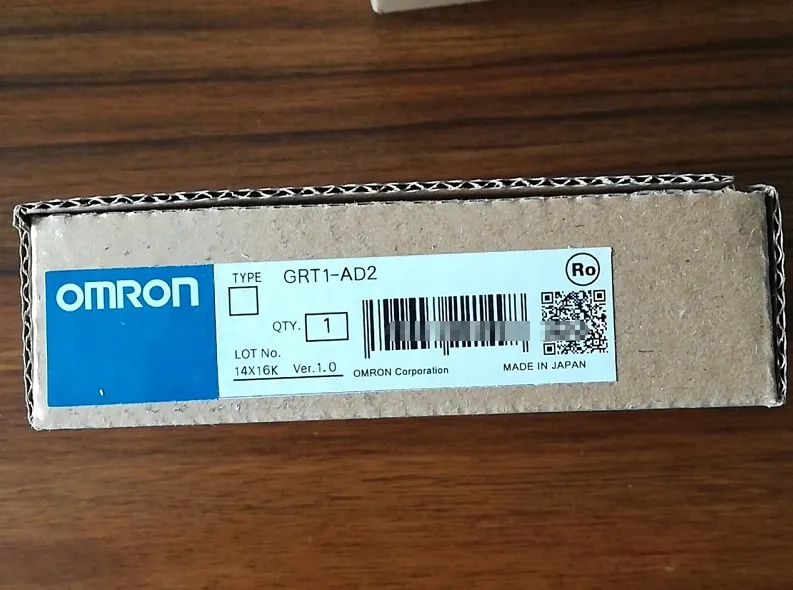 OMRON
TYPE GRT1-AD2
Ro
QTY. 1
LOT No.
14X16K Ver.1.0
OMRON Corporation
MADE IN JAPAN